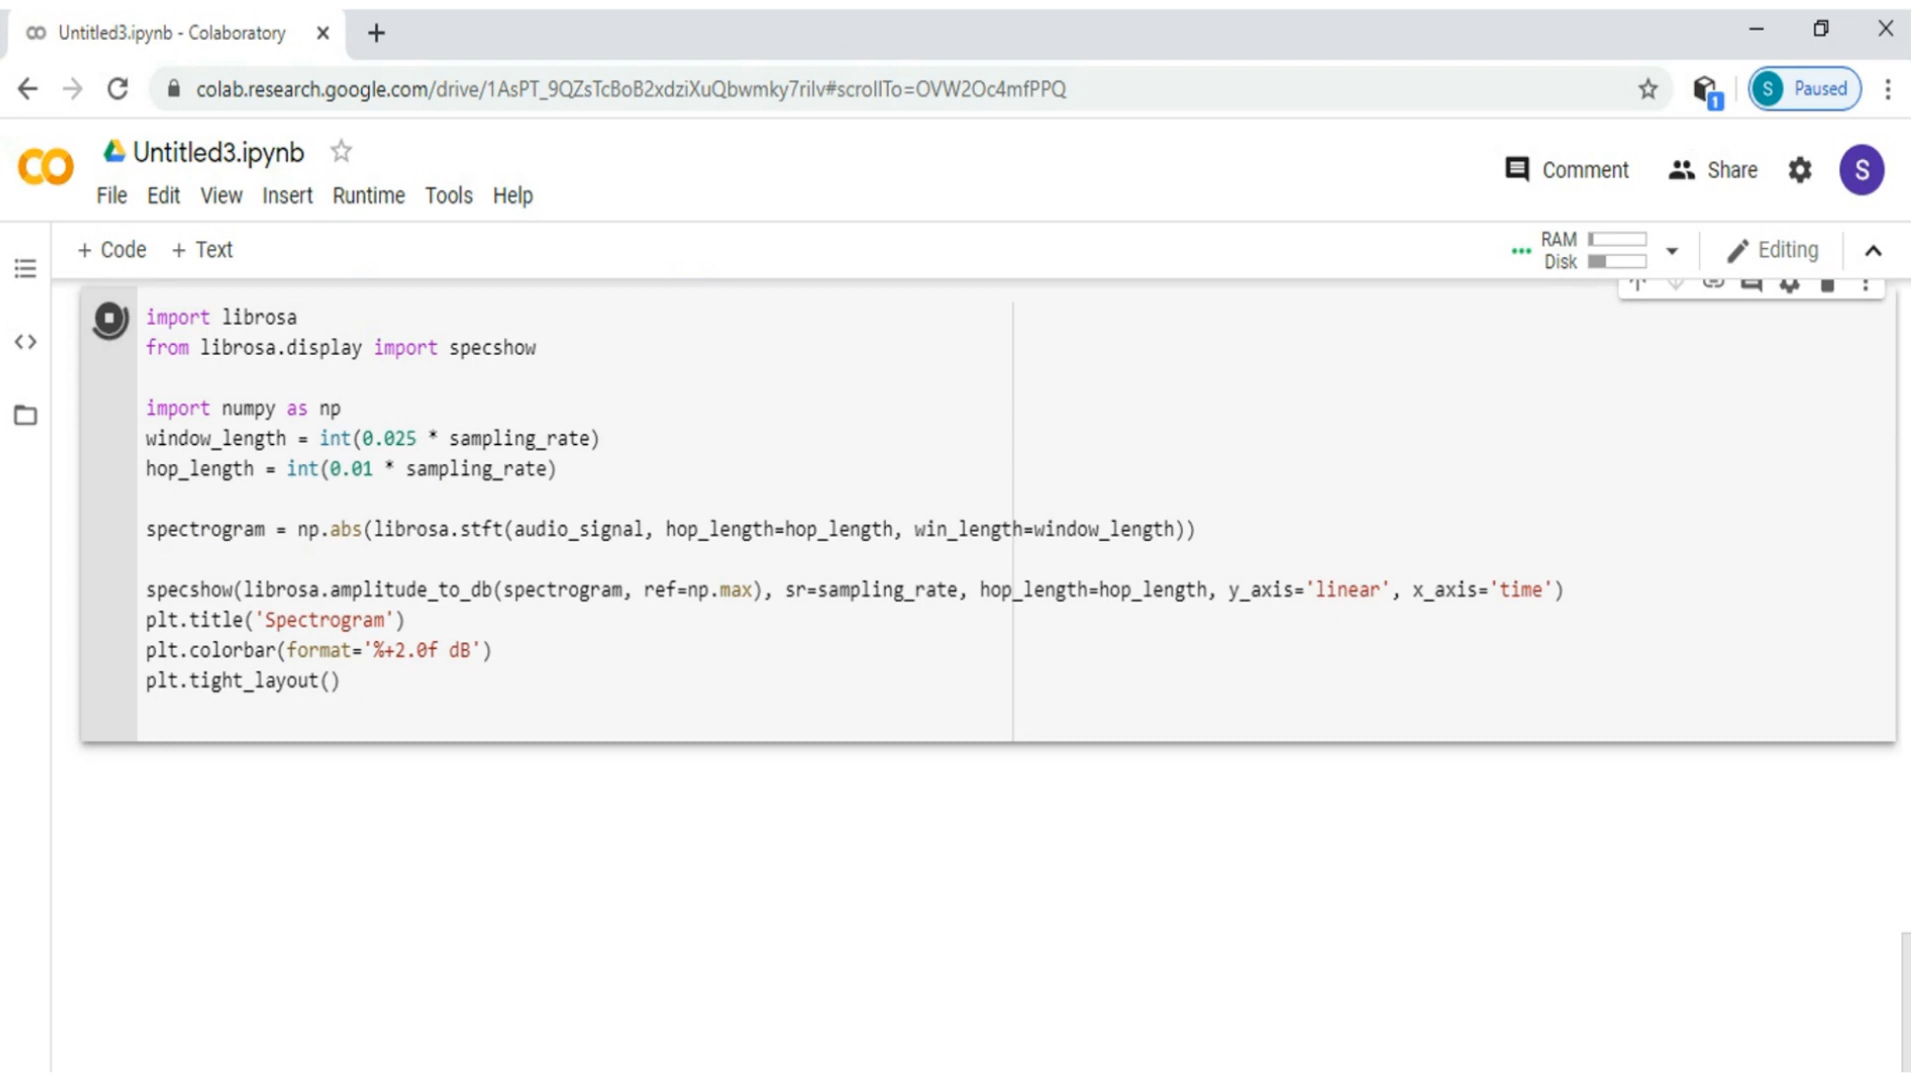 Untitled3.ipynb - Colaboratory
colab.research.google.com/drive/1AsPT_9QZsTcBoB2xdziXuQbwmky7rilv#scrollTo=OVW2Oc4mfPPQ
1
S Paused
CO Untitled3.ipynb
Comment Share S
File Edit View Insert Runtime Tools Help
+ Code + Text
RAM
Disk
Editing
import librosa
from librosa.display import specshow
import numpy as np
window_length = int(0.025 * sampling_rate)
hop_length = int(0.01 * sampling_rate)
spectrogram = np.abs(librosa.stft(audio_signal, hop_length=hop_length, win_length=window_length))
specshow(librosa.amplitude_to_db(spectrogram, ref=np.max), sr=sampling_rate, hop_length=hop_length, y_axis='linear', x_axis='time')
plt.title('Spectrogram')
plt.colorbar(format='%+2.0f dB')
plt.tight_layout()